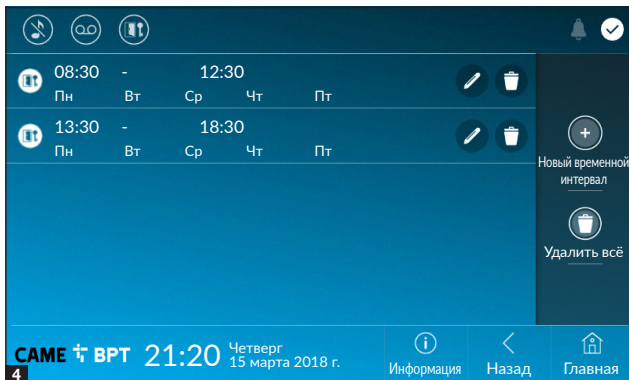 08:30 - 12:30
Пн Вт Ср Чт Пт
13:30 - 18:30
Пн Вт Ср Чт Пт
Новый временной
интервал
Удалить всё
CAME BPT 21:20 Четверг
15 марта 2018 г.
Информация
Назад
Главная
4